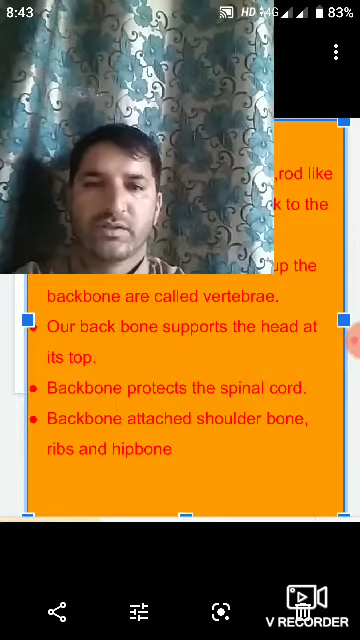 8:43 HD 4G 83%
,rod like
k to the
up the
backbone are called vertebrae.
Our back bone supports the head at
its top.
Backbone protects the spinal cord.
Backbone attached shoulder bone,
ribs and hipbone
V RECORDER